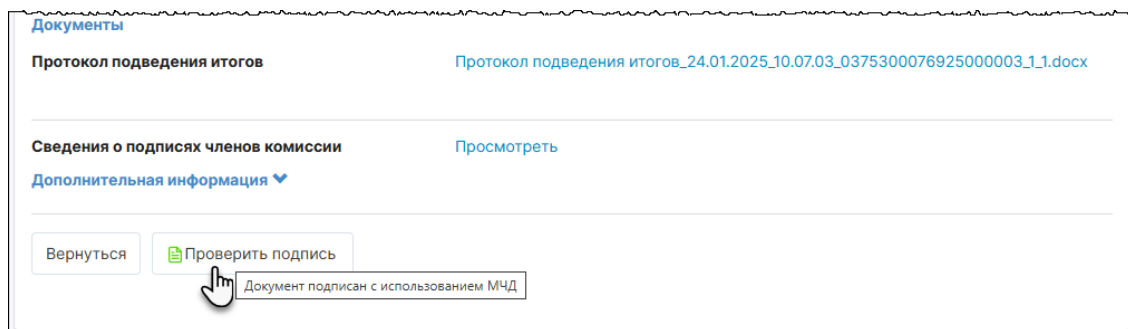 Документы
Протокол подведения итогов Протокол подведения итогов_24.01.2025_10.07.03_0375300076925000003_1_1.docx
Сведения о подписях членов комиссии Просмотреть
Дополнительная информация
Вернуться Проверить подпись
Документ подписан с использованием МЧД